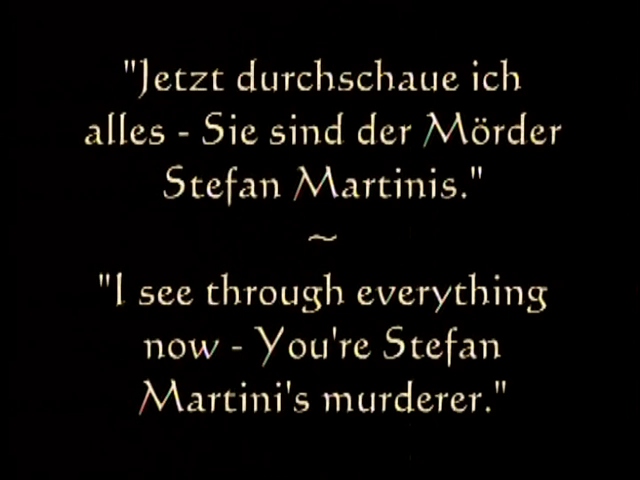 "Jetzt durchschaue ich
alles - Sie sind der Mörder
Stefan Martinis."
~
"I see through everything
now - You're Stefan
Martini's murderer."